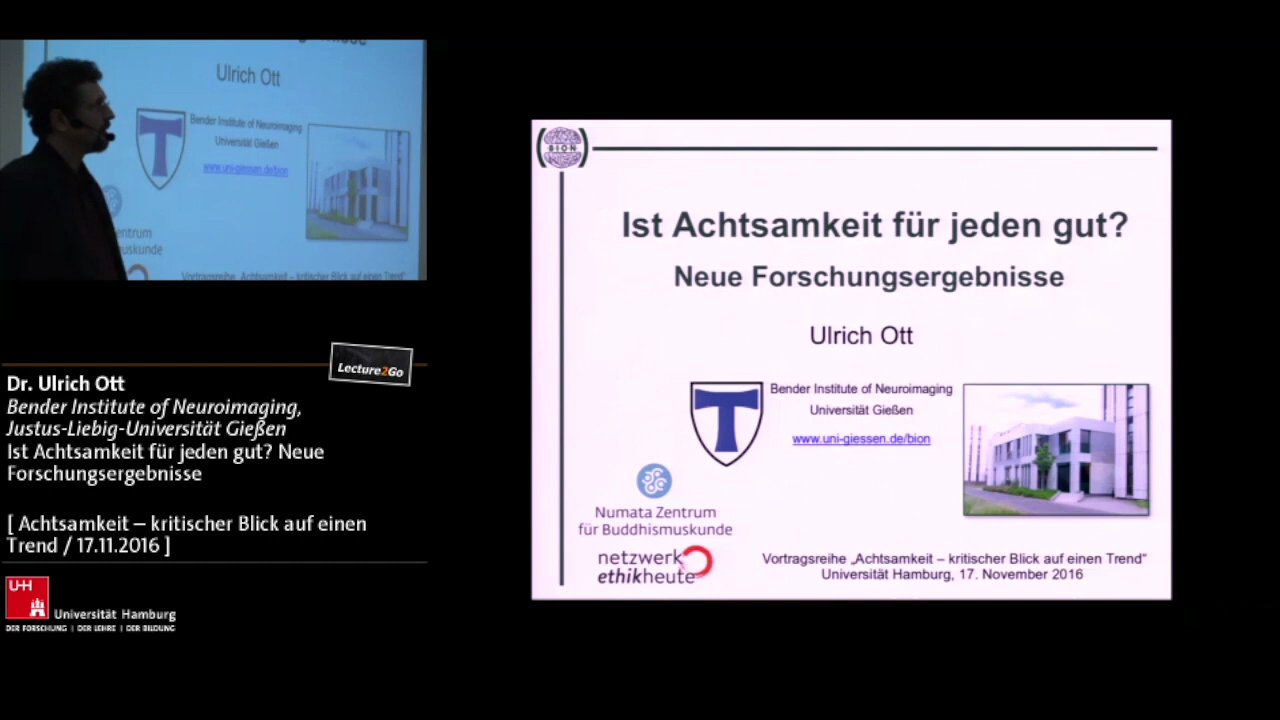 Ulrich Ott
Bender Institute of Neuroimaging
Universität Gießen
www.uni-giessen.de/bion
entrum
uskunde
Vortragsreihe „Achtsamkeit – kritischer Blick auf einen Trend“
Lecture2Go
Dr. Ulrich Ott
Bender Institute of Neuroimaging,
Justus-Liebig-Universität Gießen
Ist Achtsamkeit für jeden gut? Neue
Forschungsergebnisse
[ Achtsamkeit – kritischer Blick auf einen
Trend / 17.11.2016 ]
UH
Universität Hamburg
DER FORSCHUNG | DER LEHRE | DER BILDUNG
BION
Ist Achtsamkeit für jeden gut?
Neue Forschungsergebnisse
Ulrich Ott
Bender Institute of Neuroimaging
Universität Gießen
www.uni-giessen.de/bion
Numata Zentrum
für Buddhismuskunde
netzwerk
ethikheute
Vortragsreihe „Achtsamkeit – kritischer Blick auf einen Trend“
Universität Hamburg, 17. November 2016